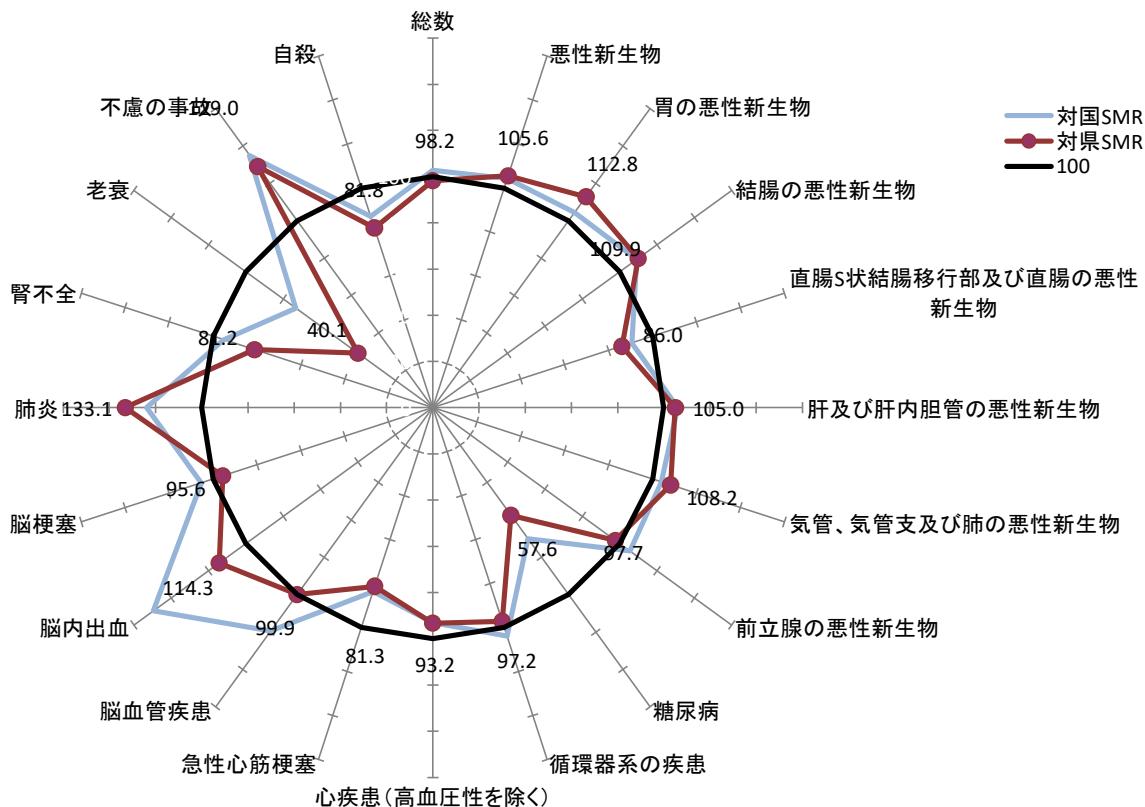 総数
自殺
悪性新生物
不慮の事故
129.0
胃の悪性新生物
対国SMR
対県SMR
100
98.2
105.6
112.8
老衰
81.8
100
結腸の悪性新生物
109.9
腎不全
81.2
40.1
86.0
直腸S状結腸移行部及び直腸の悪性
新生物
肺炎
133.1
105.0
肝及び肝内胆管の悪性新生物
脳梗塞
95.6
108.2
気管、気管支及び肺の悪性新生物
57.6
97.7
脳内出血
114.3
前立腺の悪性新生物
99.9
81.3
93.2
97.2
脳血管疾患
糖尿病
急性心筋梗塞
循環器系の疾患
心疾患(高血圧性を除く)